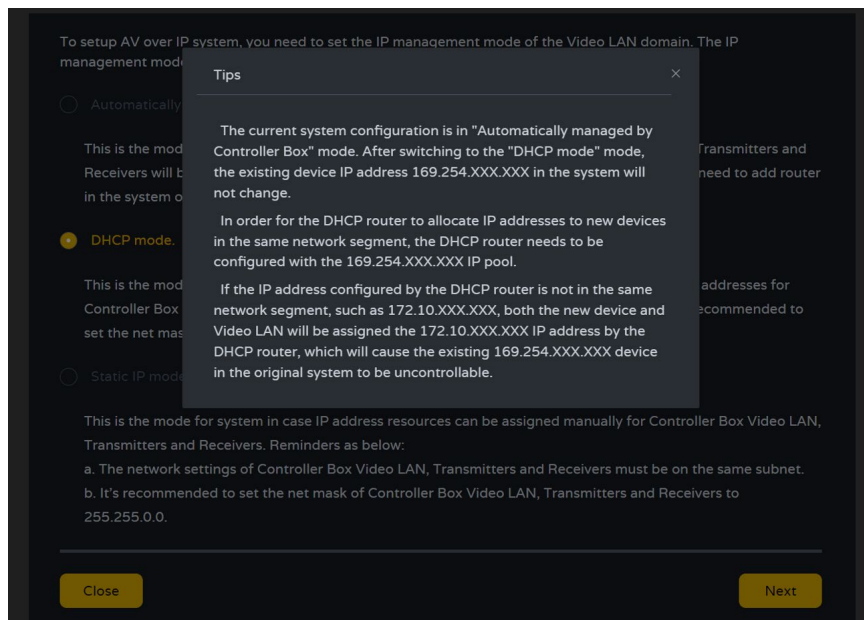 To setup AV over IP system, you need to set the IP management mode of the Video LAN domain. The IP
management mod
Tips
×
Automatically
The current system configuration is in "Automatically managed by
Controller Box" mode. After switching to the "DHCP mode" mode,
the existing device IP address 169.254.XXX.XXX in the system will
not change.
This is the mod Transmitters and
Receivers will b need to add router
in the system o
In order for the DHCP router to allocate IP addresses to new devices
in the same network segment, the DHCP router needs to be
configured with the 169.254.XXX.XXX IP pool.
DHCP mode.
If the IP address configured by the DHCP router is not in the same
network segment, such as 172.10.XXX.XXX, both the new device and
Video LAN will be assigned the 172.10.XXX.XXX IP address by the
DHCP router, which will cause the existing 169.254.XXX.XXX device
in the original system to be uncontrollable.
This is the mod addresses for
Controller Box ecommended to
set the net mas
Static IP mode
This is the mode for system in case IP address resources can be assigned manually for Controller Box Video LAN,
Transmitters and Receivers. Reminders as below:
a. The network settings of Controller Box Video LAN, Transmitters and Receivers must be on the same subnet.
b. It's recommended to set the net mask of Controller Box Video LAN, Transmitters and Receivers to
255.255.0.0.
Close
Next